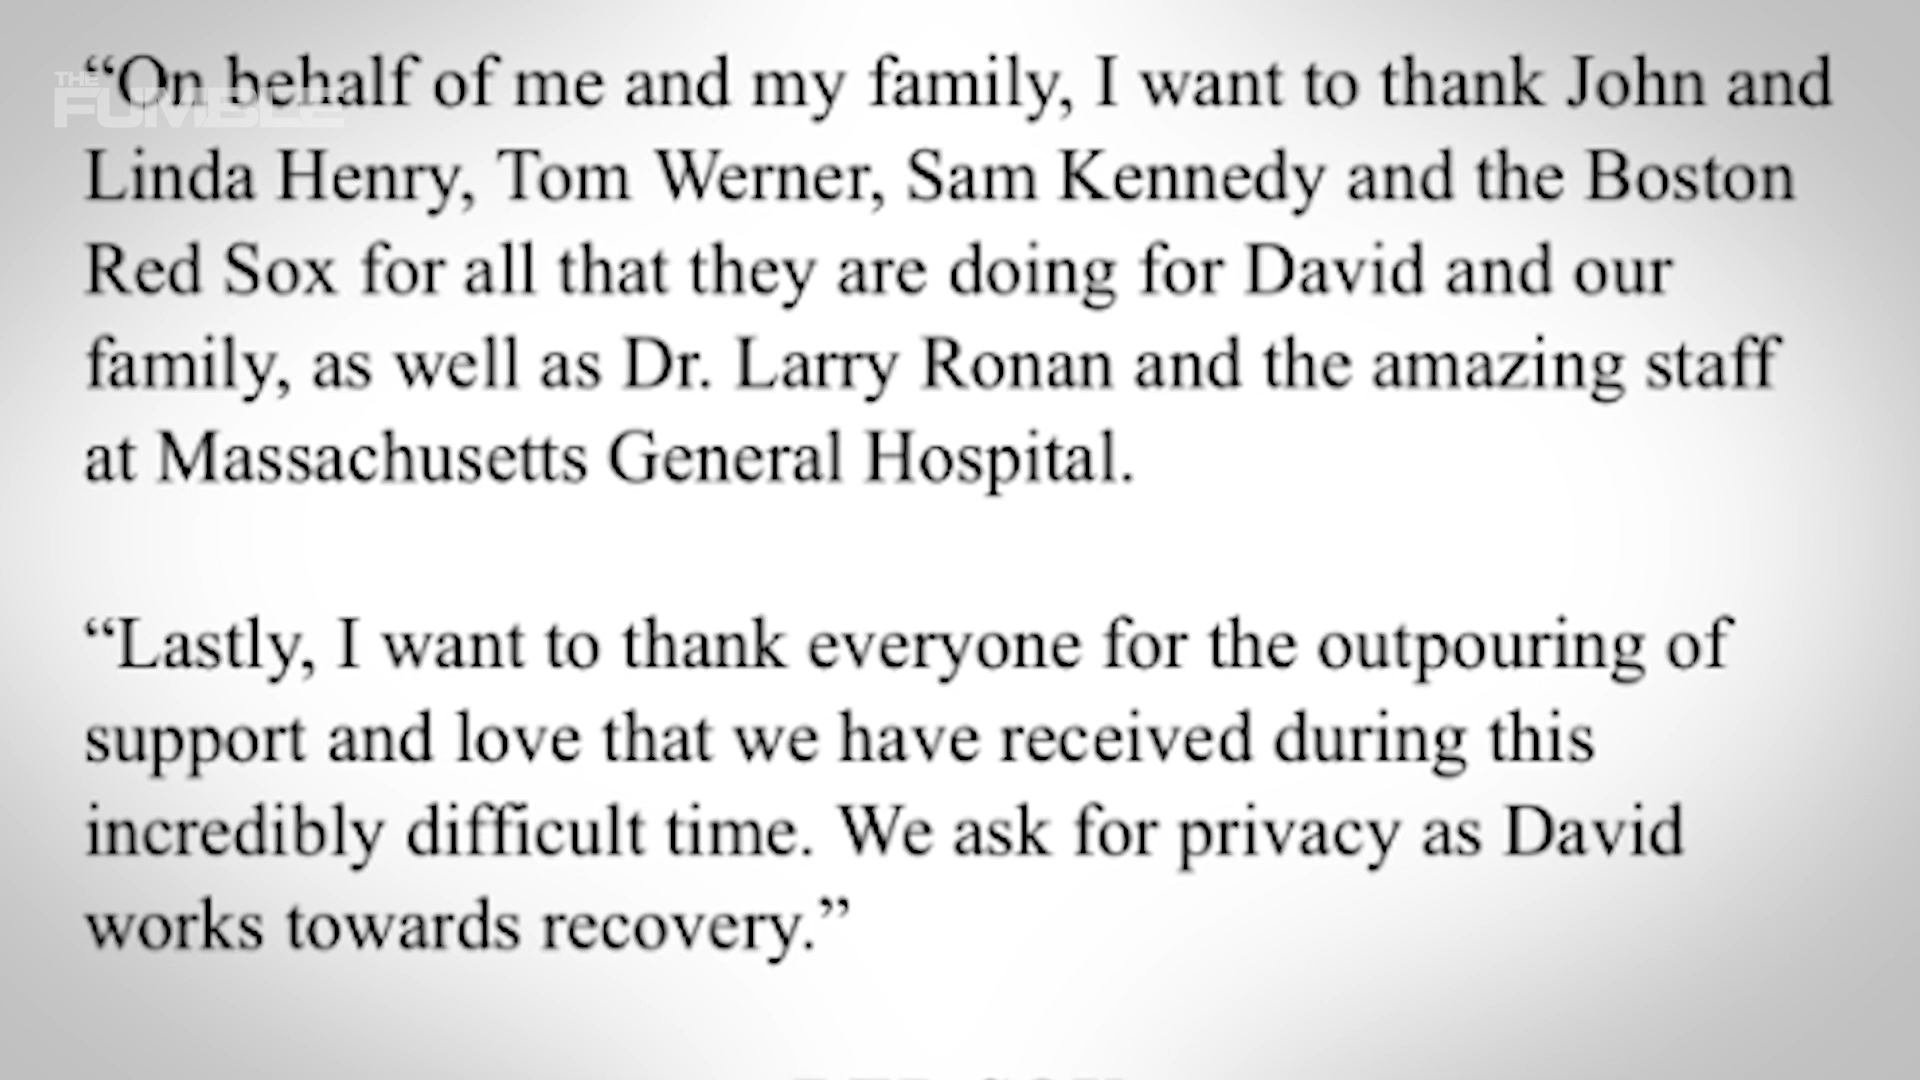 THE
FUMBLE
“On behalf of me and my family, I want to thank John and
Linda Henry, Tom Werner, Sam Kennedy and the Boston
Red Sox for all that they are doing for David and our
family, as well as Dr. Larry Ronan and the amazing staff
at Massachusetts General Hospital.
“Lastly, I want to thank everyone for the outpouring of
support and love that we have received during this
incredibly difficult time. We ask for privacy as David
works towards recovery.”